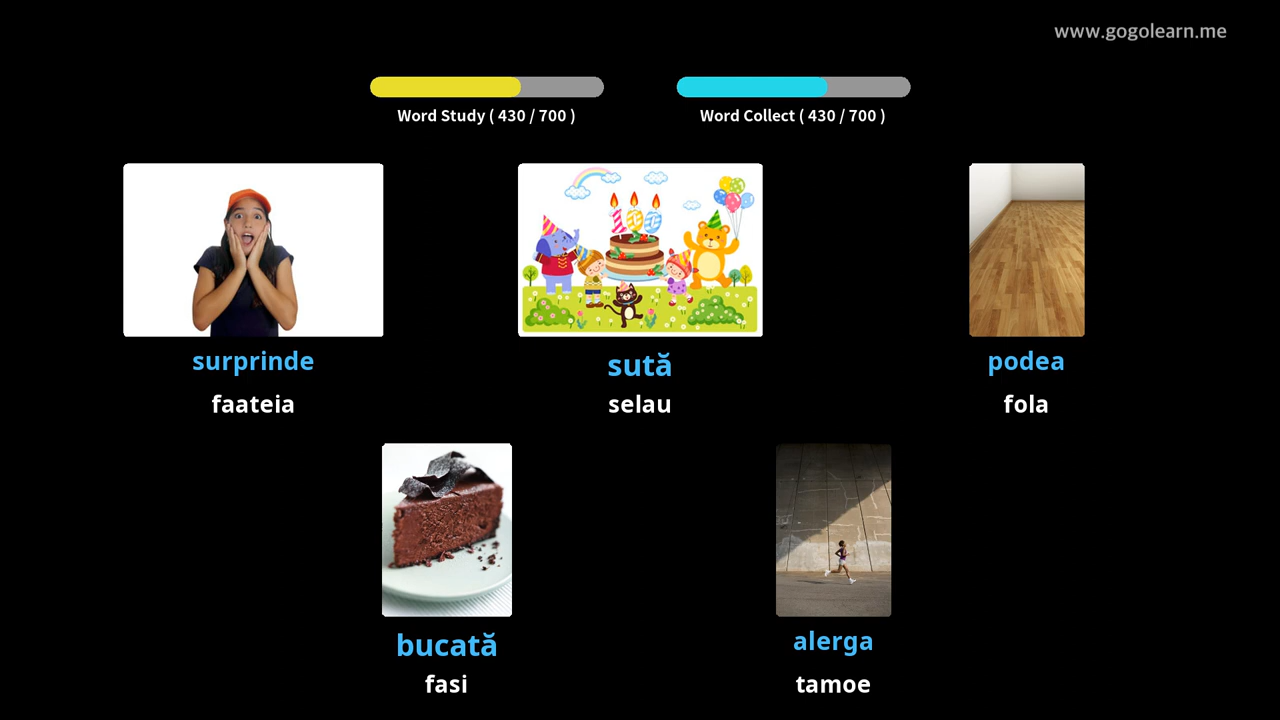 www.gogolearn.me
Word Study ( 430 / 700 )
Word Collect ( 430 / 700 )
surprinde
sută
podea
faateia
selau
fola
bucată
alerga
fasi
tamoe